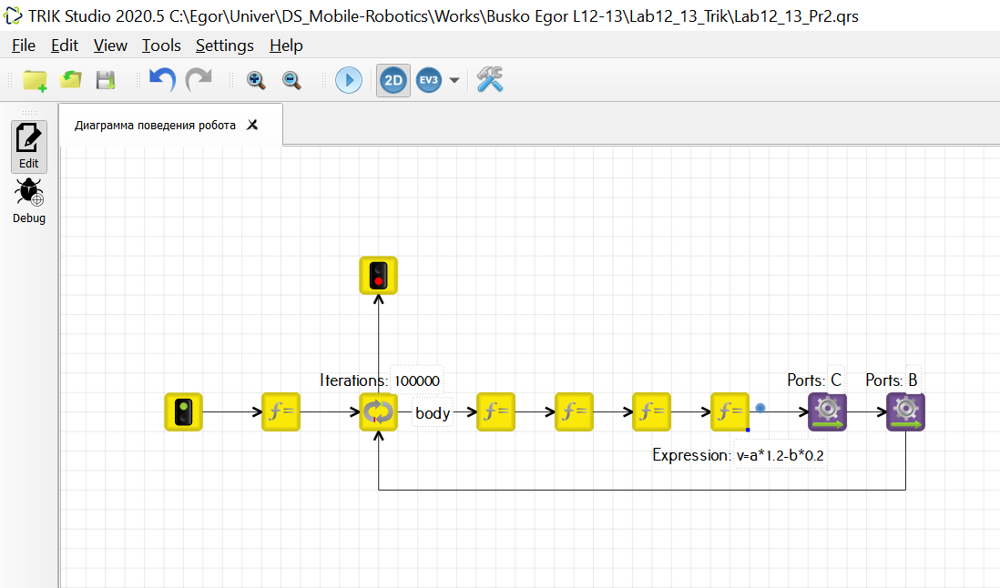 TRIK Studio 2020.5 C:\Egor\Univer\DS_Mobile-Robotics\Works\Busko Egor L12-13\Lab12_13_Trik\Lab12_13_Pr2.qrs
File Edit View Tools Settings Help
2D EV3
Диаграмма поведения робота
Edit
Debug
Iterations: 100000
Ports: C Ports: B
f= body f= f= f= f=
Expression: v=a*1.2-b*0.2